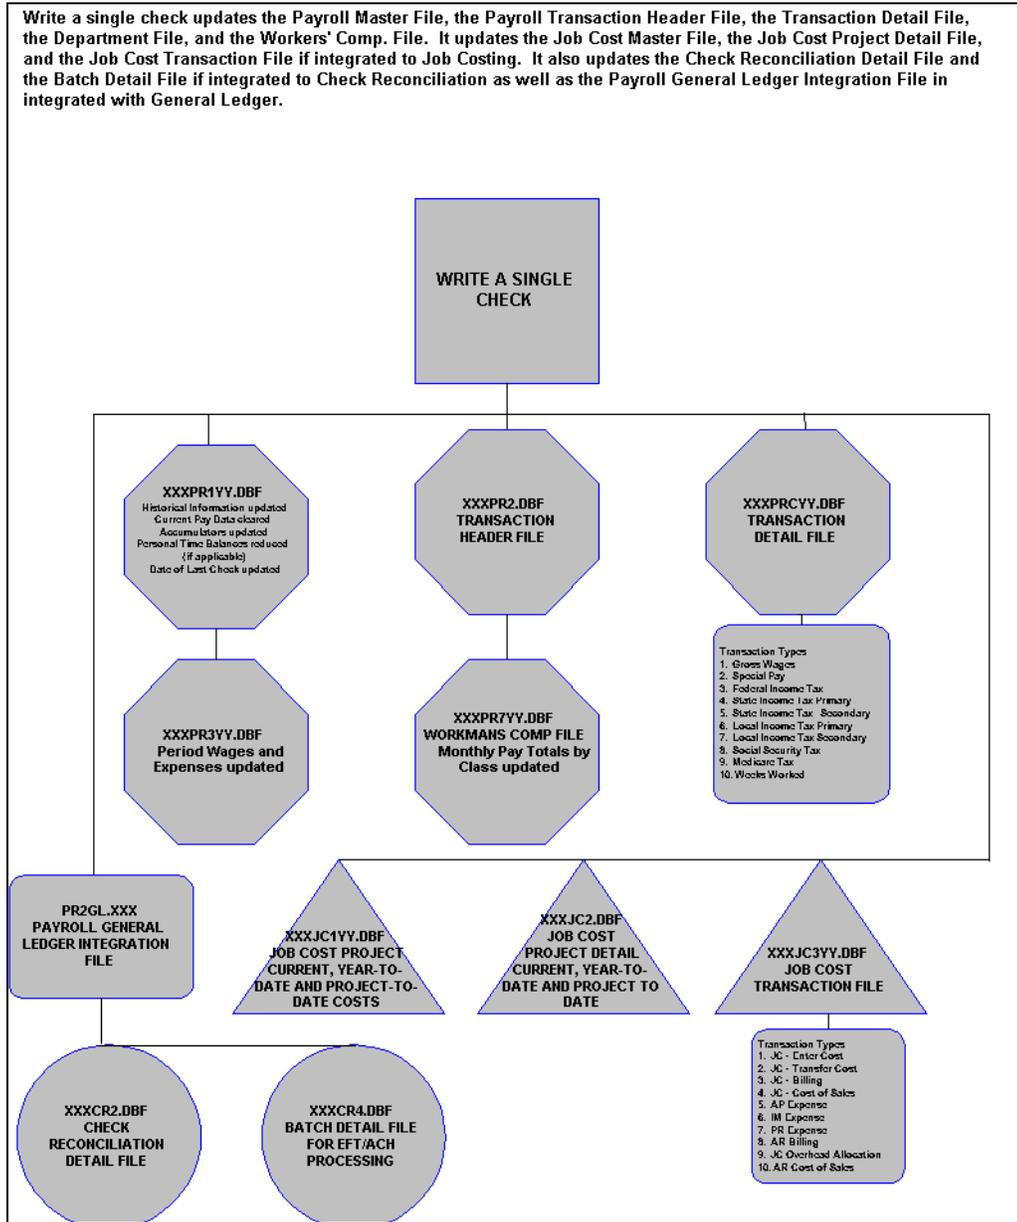 Write a single check updates the Payroll Master File, the Payroll Transaction Header File, the Transaction Detail File,
the Department File, and the Workers' Comp. File.  It updates the Job Cost Master File, the Job Cost Project Detail File,
and the Job Cost Transaction File if integrated to Job Costing.  It also updates the Check Reconciliation Detail File and
the Batch Detail File if integrated to Check Reconciliation as well as the Payroll General Ledger Integration File in
integrated with General Ledger.
WRITE A SINGLE
CHECK
XXXPR1YY.DBF
Historical Information updated
Current Pay Data cleared
Accumulators updated
Personal Time Balances reduced
(if applicable)
Date of Last Check updated
XXXPR2.DBF
TRANSACTION
HEADER FILE
XXXPRCYY.DBF
TRANSACTION
DETAIL FILE
XXXPR3YY.DBF
Period Wages and
Expenses updated
XXXPR7YY.DBF
WORKMANS COMP FILE
Monthly Pay Totals by
Class updated
Transaction Types
1. Gross Wages
2. Special Pay
3. Federal Income Tax
4. State Income Tax Primary
5. State Income Tax Secondary
6. Local Income Tax Primary
7. Local Income Tax Secondary
8. Social Security Tax
9. Medicare Tax
10. Weeks Worked
PR2GL.XXX
PAYROLL GENERAL
LEDGER INTEGRATION
FILE
XXXJC1YY.DBF
JOB COST PROJECT
CURRENT, YEAR-TO-
DATE AND PROJECT-TO-
DATE COSTS
XXXJC2.DBF
JOB COST
PROJECT DETAIL
CURRENT, YEAR-TO-
DATE AND PROJECT TO
DATE
XXXJC3YY.DBF
JOB COST
TRANSACTION FILE
XXXCR2.DBF
CHECK
RECONCILIATION
DETAIL FILE
XXXCR4.DBF
BATCH DETAIL FILE
FOR EFT/ACH
PROCESSING
Transaction Types
1. JC - Enter Cost
2. JC - Transfer Cost
3. JC - Billing
4. JC - Cost of Sales
5. AP Expense
6. IM Expense
7. PR Expense
8. AR Billing
9. JC Overhead Allocation
10. AR Cost of Sales